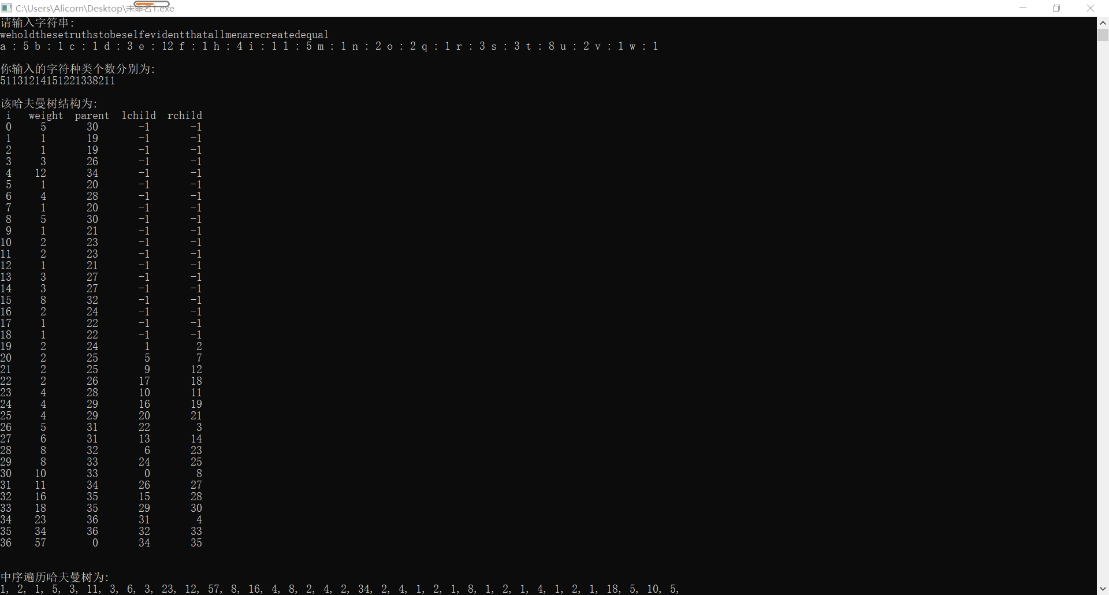 C:\Users\Alicorn\Desktop\未命名1.exe
请输入字符串:
weholdthesetruthstobeselfevidentthatallmenarecreatedequal
a : 5 b : 1 c : 1 d : 3 e : 12 f : 1 h : 4 i : 1 l : 5 m : 1 n : 2 o : 2 q : 1 r : 3 s : 3 t : 8 u : 2 v : 1 w : 1
你输入的字符种类个数分别为:
51131214151221338211
该哈夫曼树结构为:
i weight parent lchild rchild
0 5 30 -1 -1
1 1 19 -1 -1
2 1 19 -1 -1
3 3 26 -1 -1
4 12 34 -1 -1
5 1 20 -1 -1
6 4 28 -1 -1
7 1 20 -1 -1
8 5 30 -1 -1
9 1 21 -1 -1
10 2 23 -1 -1
11 2 23 -1 -1
12 1 21 -1 -1
13 3 27 -1 -1
14 3 27 -1 -1
15 8 32 -1 -1
16 2 24 -1 -1
17 1 22 -1 -1
18 1 22 -1 -1
19 2 24 1 2
20 2 25 5 7
21 2 25 9 12
22 2 26 17 18
23 4 28 10 11
24 4 29 16 19
25 4 29 20 21
26 5 31 22 3
27 6 31 13 14
28 8 32 6 23
29 8 33 24 25
30 10 33 0 8
31 11 34 26 27
32 16 35 15 28
33 18 35 29 30
34 23 36 31 4
35 34 36 32 33
36 57 0 34 35
中序遍历哈夫曼树为:
1, 2, 1, 5, 3, 11, 3, 6, 3, 23, 12, 57, 8, 16, 4, 8, 2, 4, 2, 34, 2, 4, 1, 2, 1, 8, 1, 2, 1, 4, 1, 2, 1, 18, 5, 10, 5,